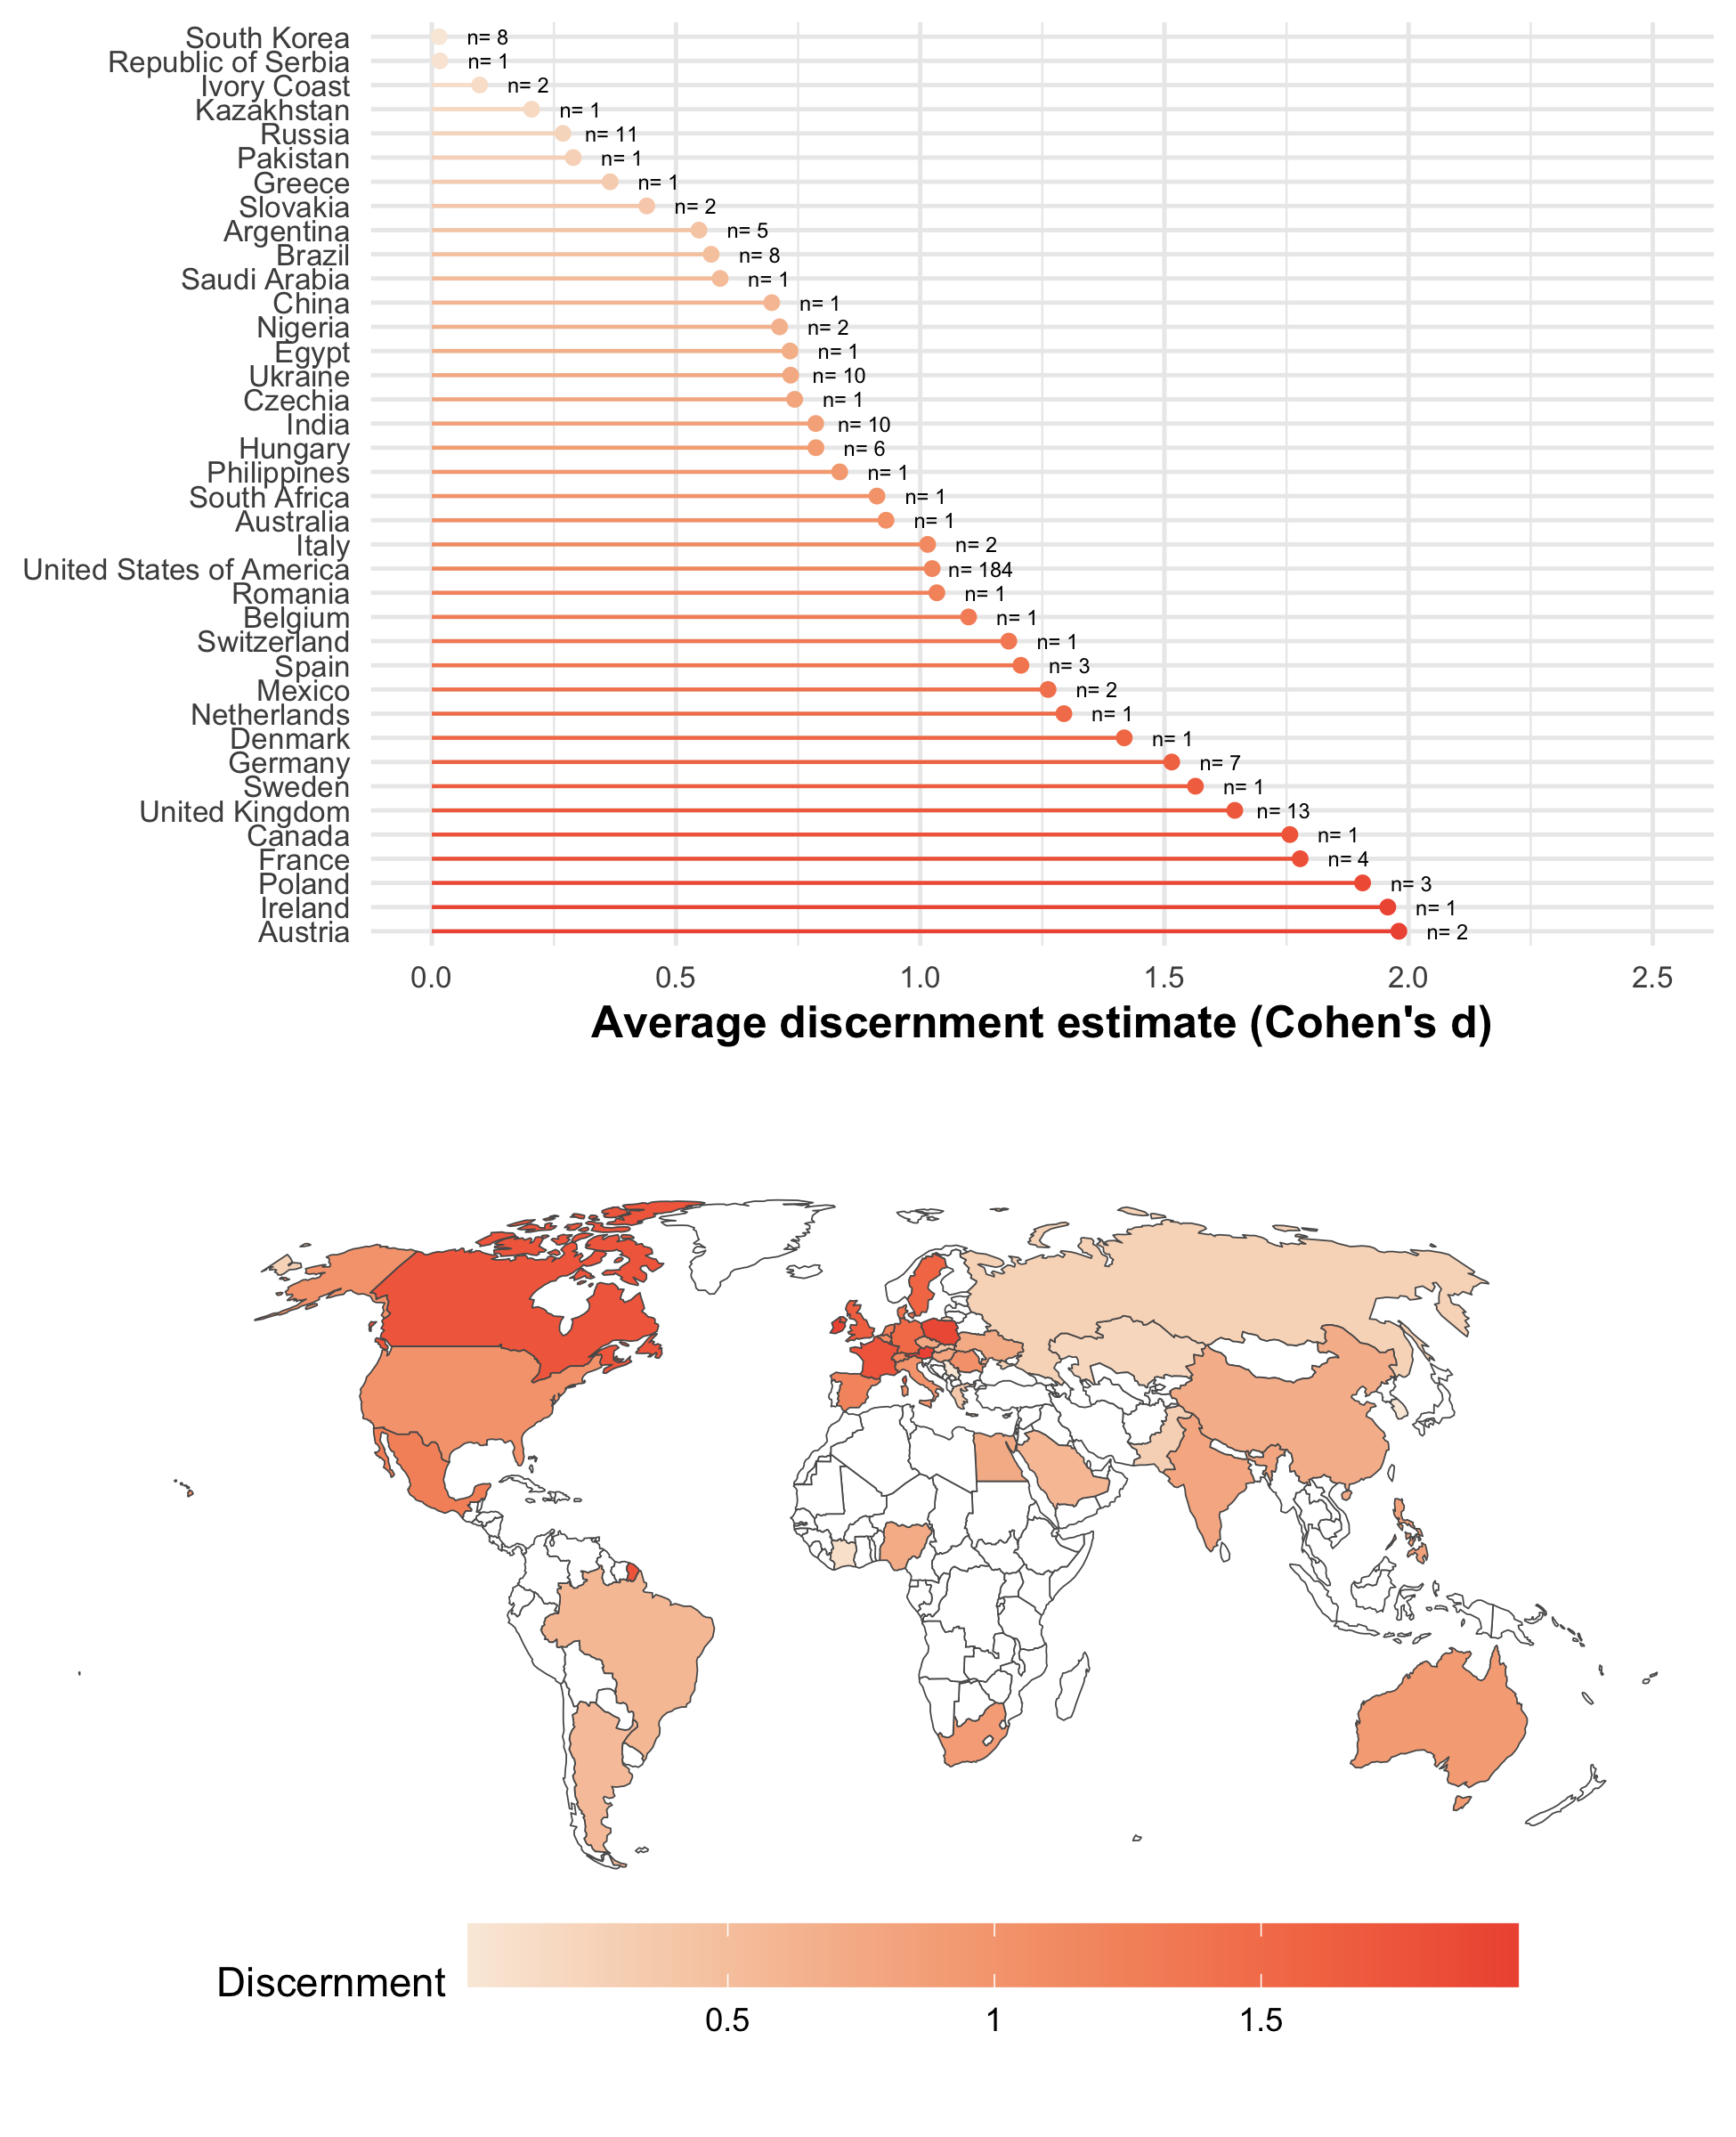 South Korea n= 8
Republic of Serbia n= 1
Ivory Coast n= 2
Kazakhstan n= 1
Russia n= 11
Pakistan n= 1
Greece n= 1
Slovakia n= 2
Argentina n= 5
Brazil n= 8
Saudi Arabia n= 1
China n= 1
Nigeria n= 2
Egypt n= 1
Ukraine n= 10
Czechia n= 1
India n= 10
Hungary n= 6
Philippines n= 1
South Africa n= 1
Australia n= 1
Italy n= 2
United States of America n= 184
Romania n= 1
Belgium n= 1
Switzerland n= 1
Spain n= 3
Mexico n= 2
Netherlands n= 1
Denmark n= 1
Germany n= 7
Sweden n= 1
United Kingdom n= 13
Canada n= 1
France n= 4
Poland n= 3
Ireland n= 1
Austria n= 2
0.0 0.5 1.0 1.5 2.0 2.5
Average discernment estimate (Cohen's d)
Discernment
0.5 1 1.5